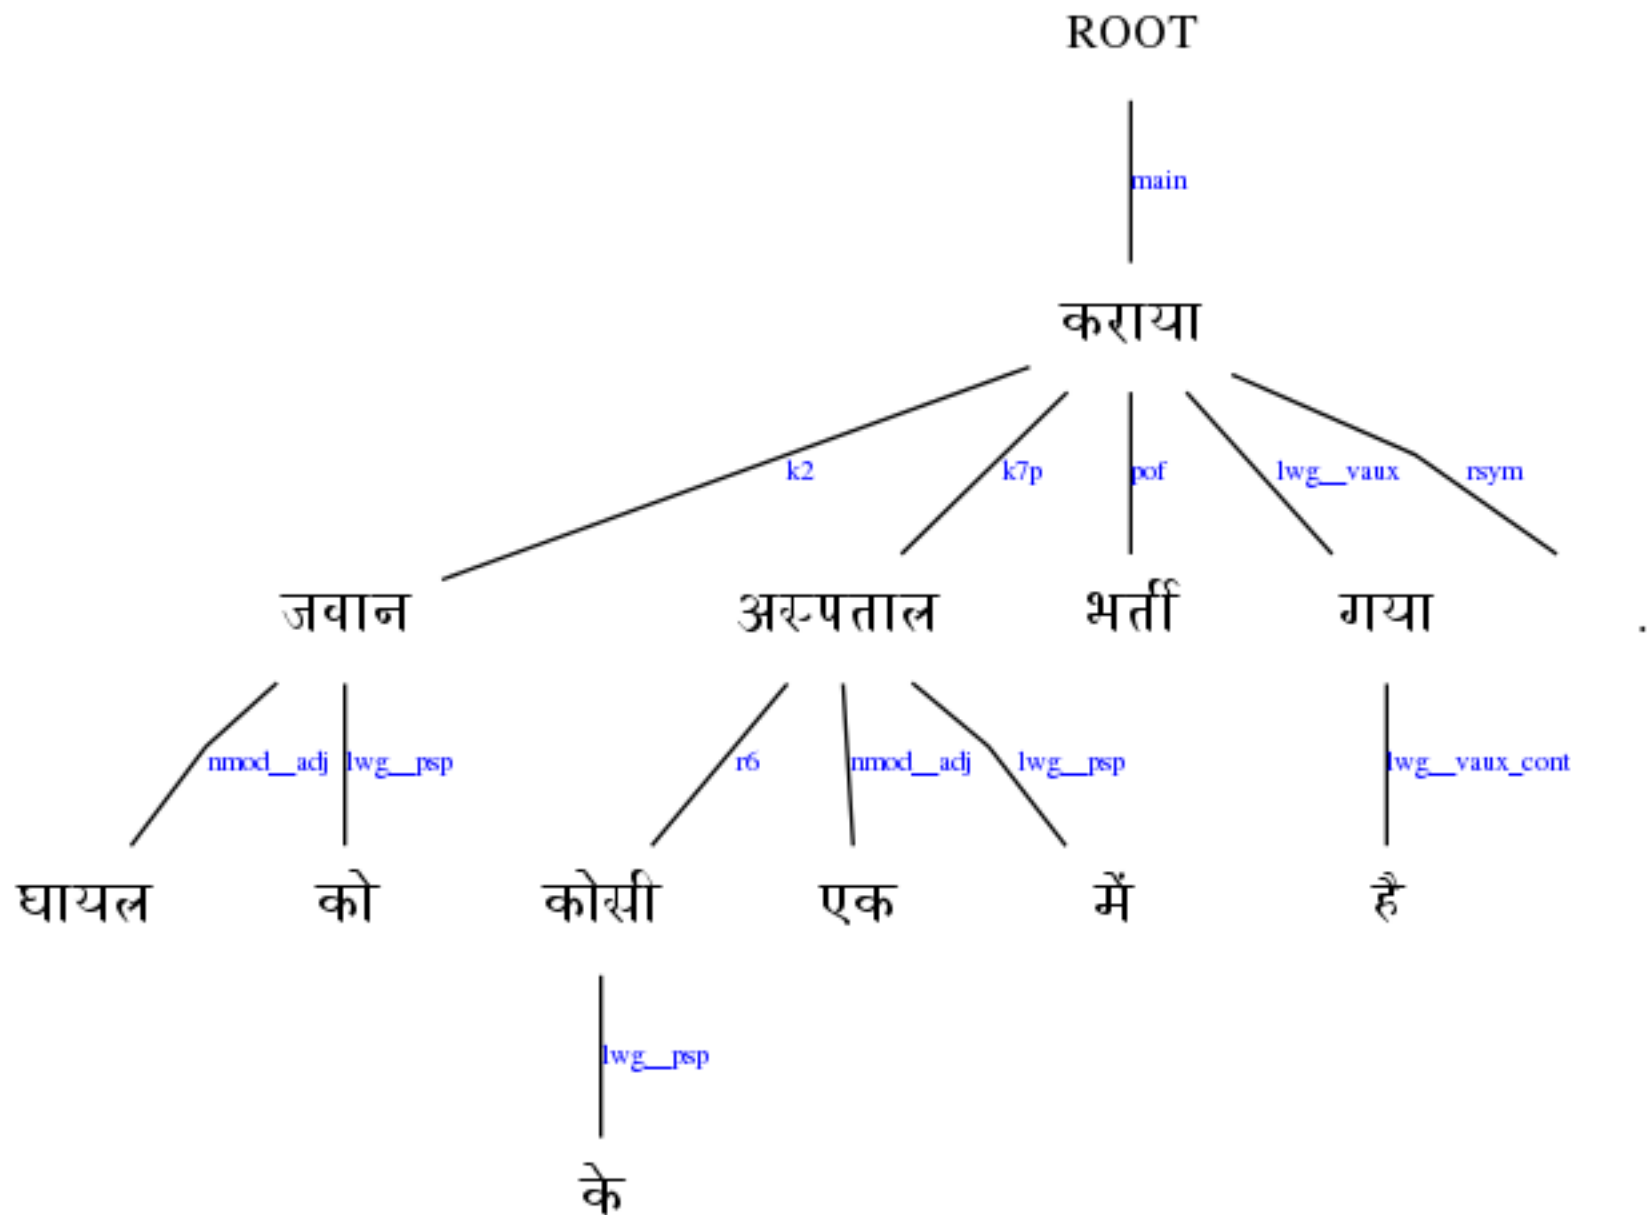 ROOT
main
कराया
k2 k7p pof lwg__vaux rsym
जवान अस्पताल भर्ती गया .
nmod__adj lwg__psp r6 nmod__adj lwg__psp lwg__vaux_cont
घायल को कोसी एक में है
lwg__psp
के